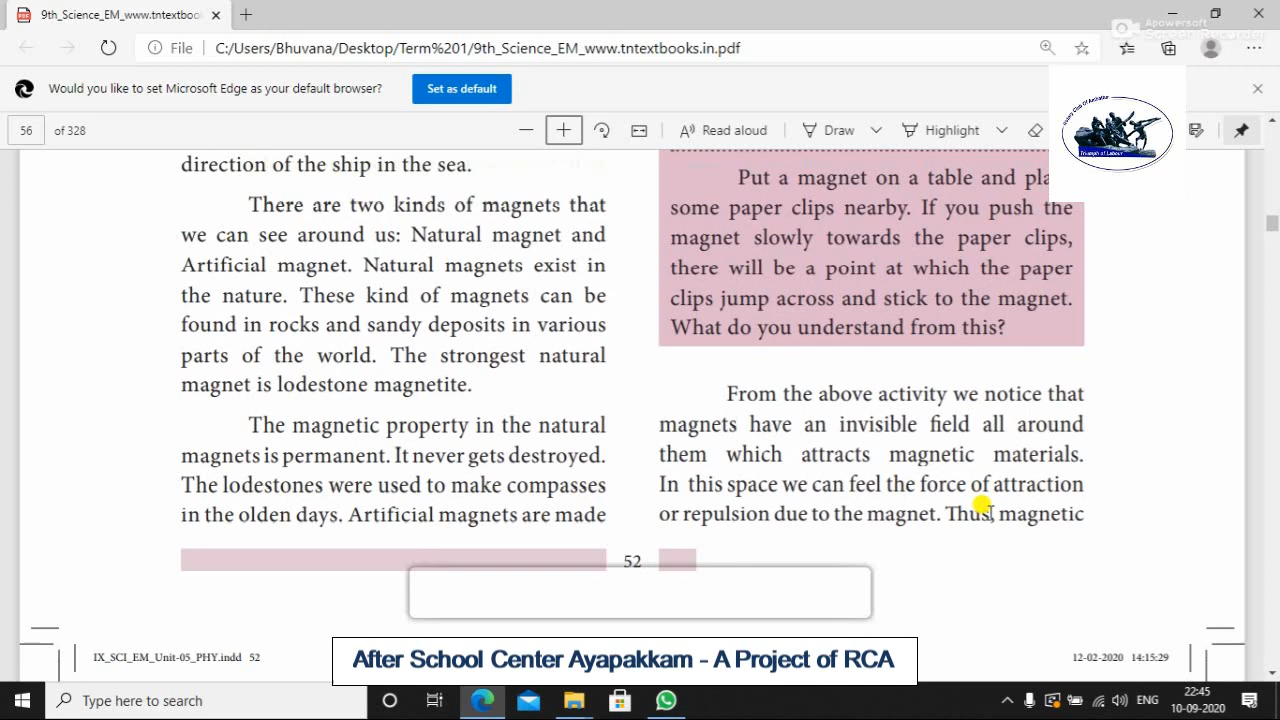 9th_Science_EM_www.tntextbooks.i
Apowersoft
Screen Recorder
File
C:/Users/Bhuvana/Desktop/Term%201/9th_Science_EM_www.tntextbooks.in.pdf
Would you like to set Microsoft Edge as your default browser?
Set as default
56 of 328
Read aloud
Draw
Highlight
Rotary Club Of Ambattur
Triumph of Labour
direction of the ship in the sea.
There are two kinds of magnets that
we can see around us: Natural magnet and
Artificial magnet. Natural magnets exist in
the nature. These kind of magnets can be
found in rocks and sandy deposits in various
parts of the world. The strongest natural
magnet is lodestone magnetite.
The magnetic property in the natural
magnets is permanent. It never gets destroyed.
The lodestones were used to make compasses
in the olden days. Artificial magnets are made
Put a magnet on a table and pla
some paper clips nearby. If you push the
magnet slowly towards the paper clips,
there will be a point at which the paper
clips jump across and stick to the magnet.
What do you understand from this?
From the above activity we notice that
magnets have an invisible field all around
them which attracts magnetic materials.
In this space we can feel the force of attraction
or repulsion due to the magnet. Thus, magnetic
52
IX_SCI_EM_Unit-05_PHY.indd 52
12-02-2020 14:15:29
After School Center Ayapakkam - A Project of RCA
Type here to search
ENG
22:45
10-09-2020